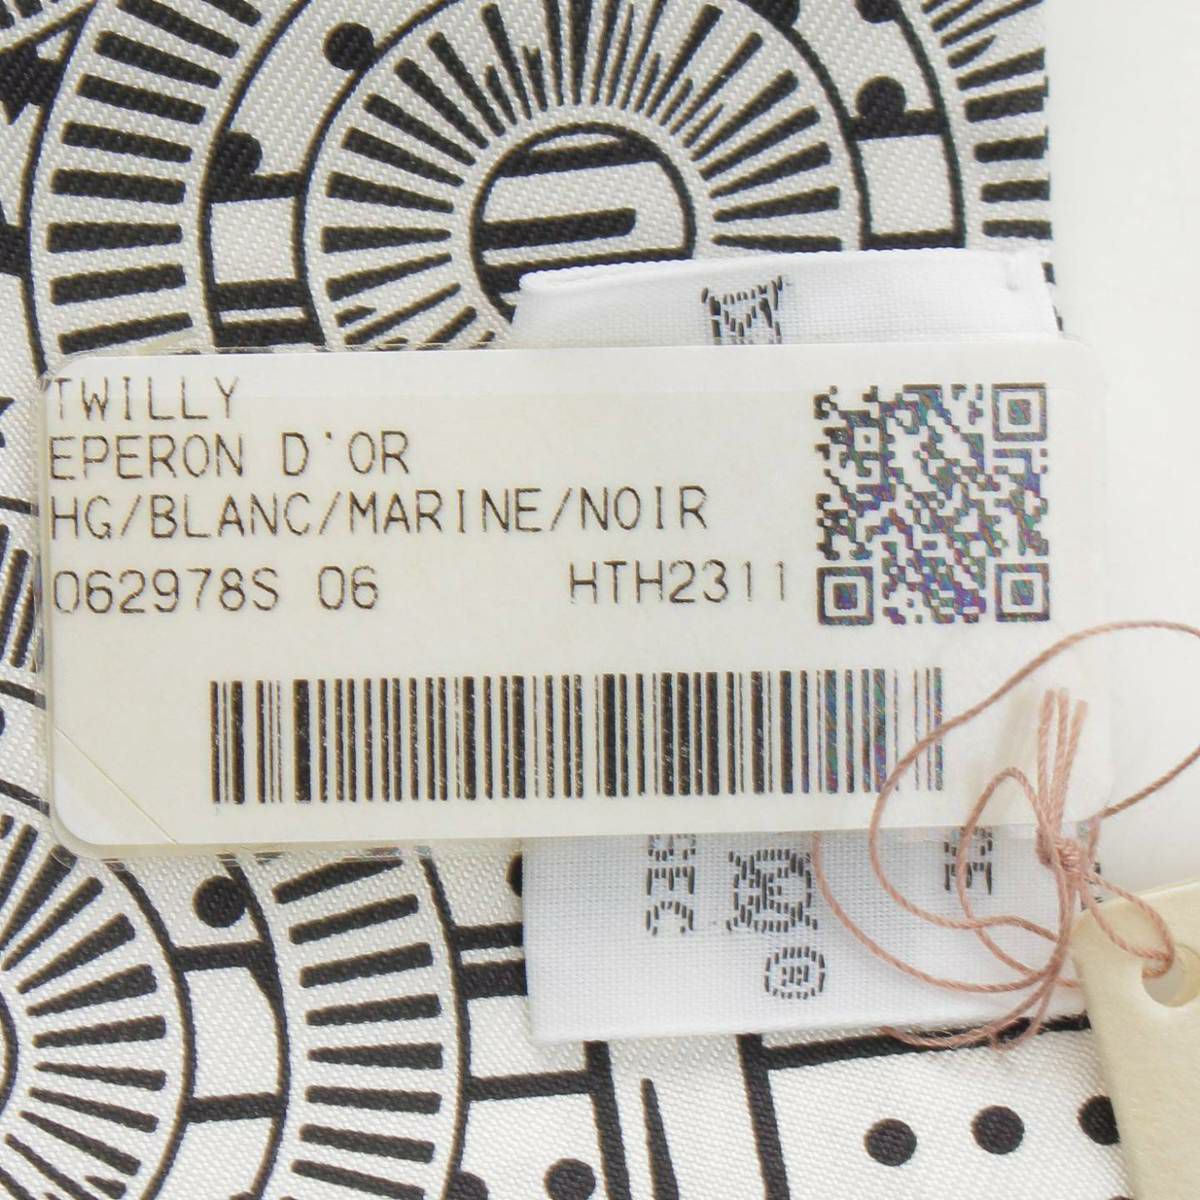 TWILLY
EPERON D'OR
HG/BLANC/MARINE/NOIR
062978S 06 HTH2311